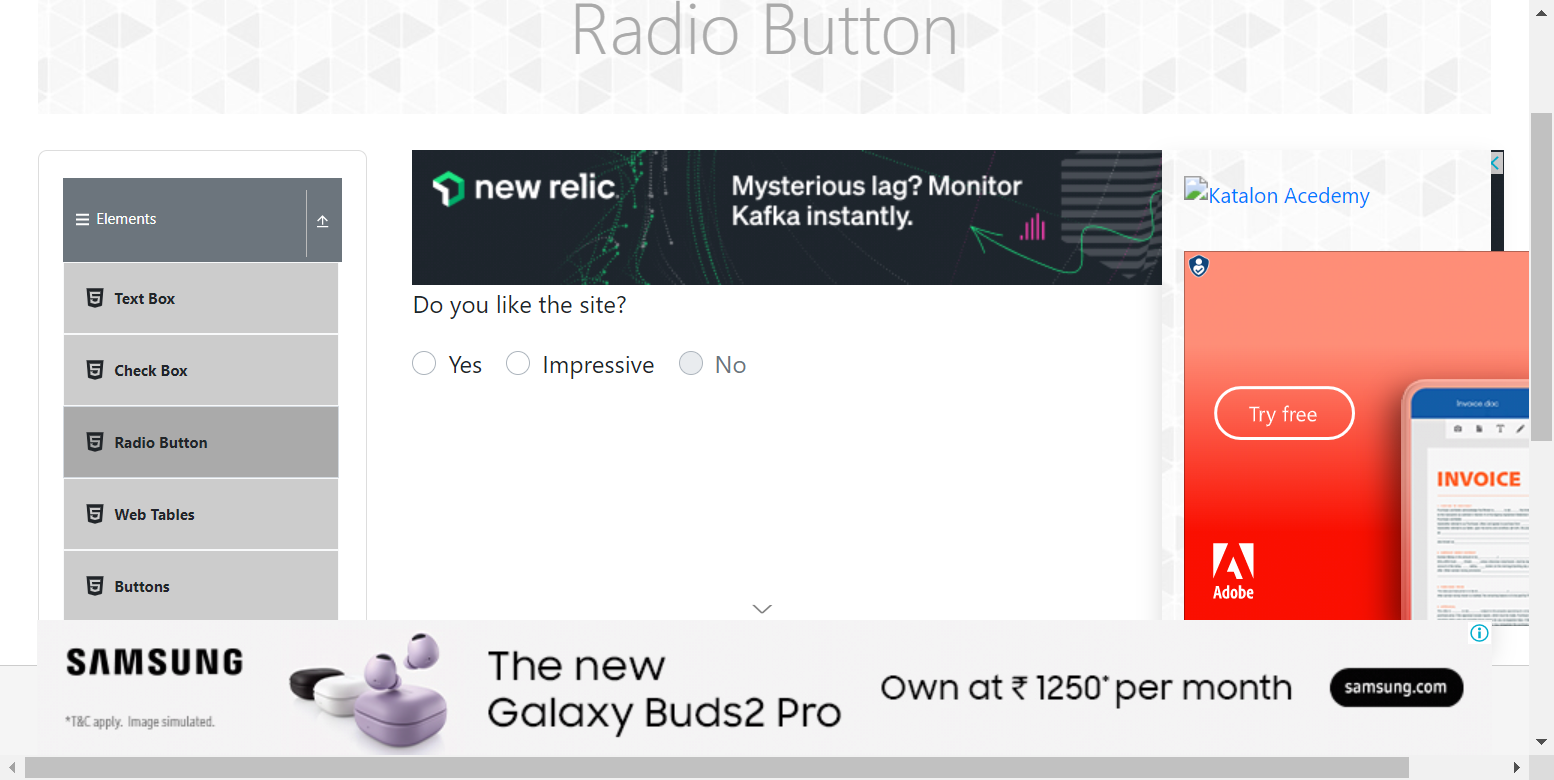 Radio Button
Elements
Text Box
Check Box
Radio Button
Web Tables
Buttons
new relic.
Mysterious lag? Monitor
Kafka instantly.
Do you like the site?
Yes
Impressive
No
Katalon Acedemy
Try free
Invoice doc
INVOICE
Adobe
SAMSUNG
*T&C apply. Image simulated.
The new
Galaxy Buds2 Pro
Own at ₹ 1250* per month
samsung.com